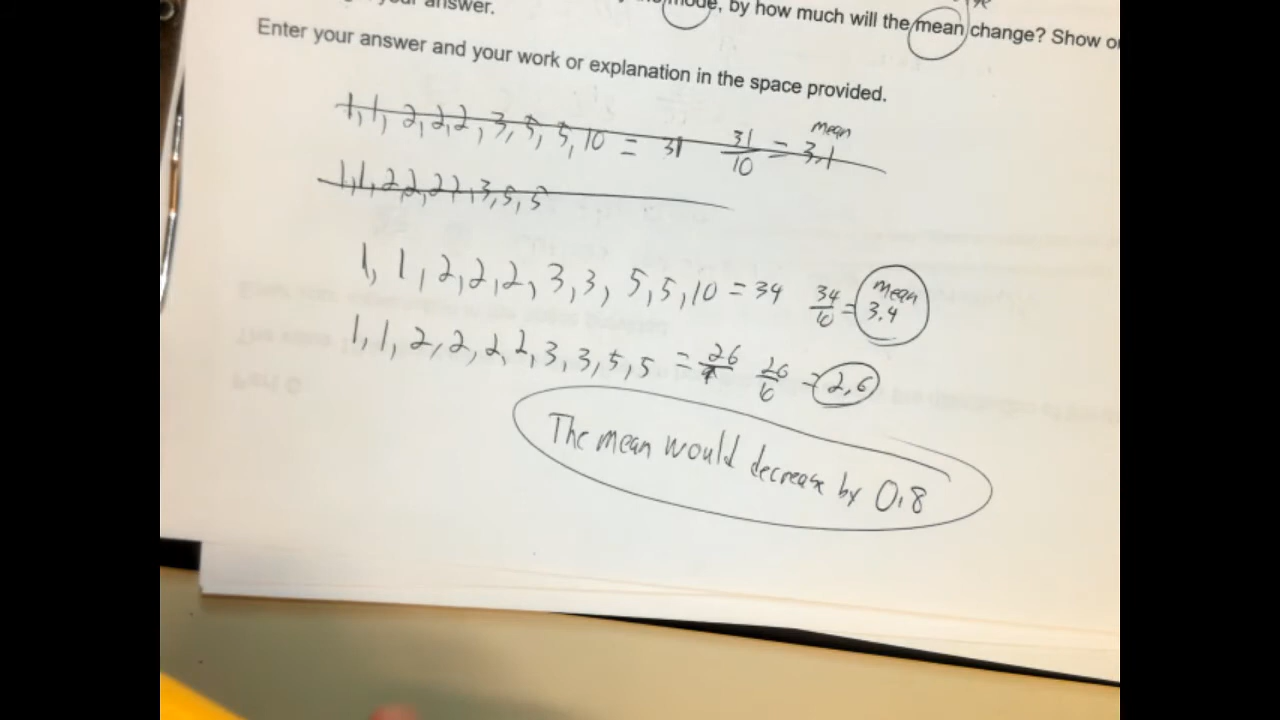 your answer.
mode, by how much will the mean change? Show
Enter your answer and your work or explanation in the space provided.
1, 1, 2, 2, 2, 3, 5, 5, 10 = 31 31/10 = 3.1 mean
1, 1, 2, 2, 2, 2, 3, 5, 5
1, 1, 2, 2, 2, 3, 3, 5, 5, 10 = 34 34/10 = 3.4 mean
1, 1, 2, 2, 2, 2, 3, 3, 5, 5 = 26 26/10 = 2.6
The mean would decrease by 0.8
Part C